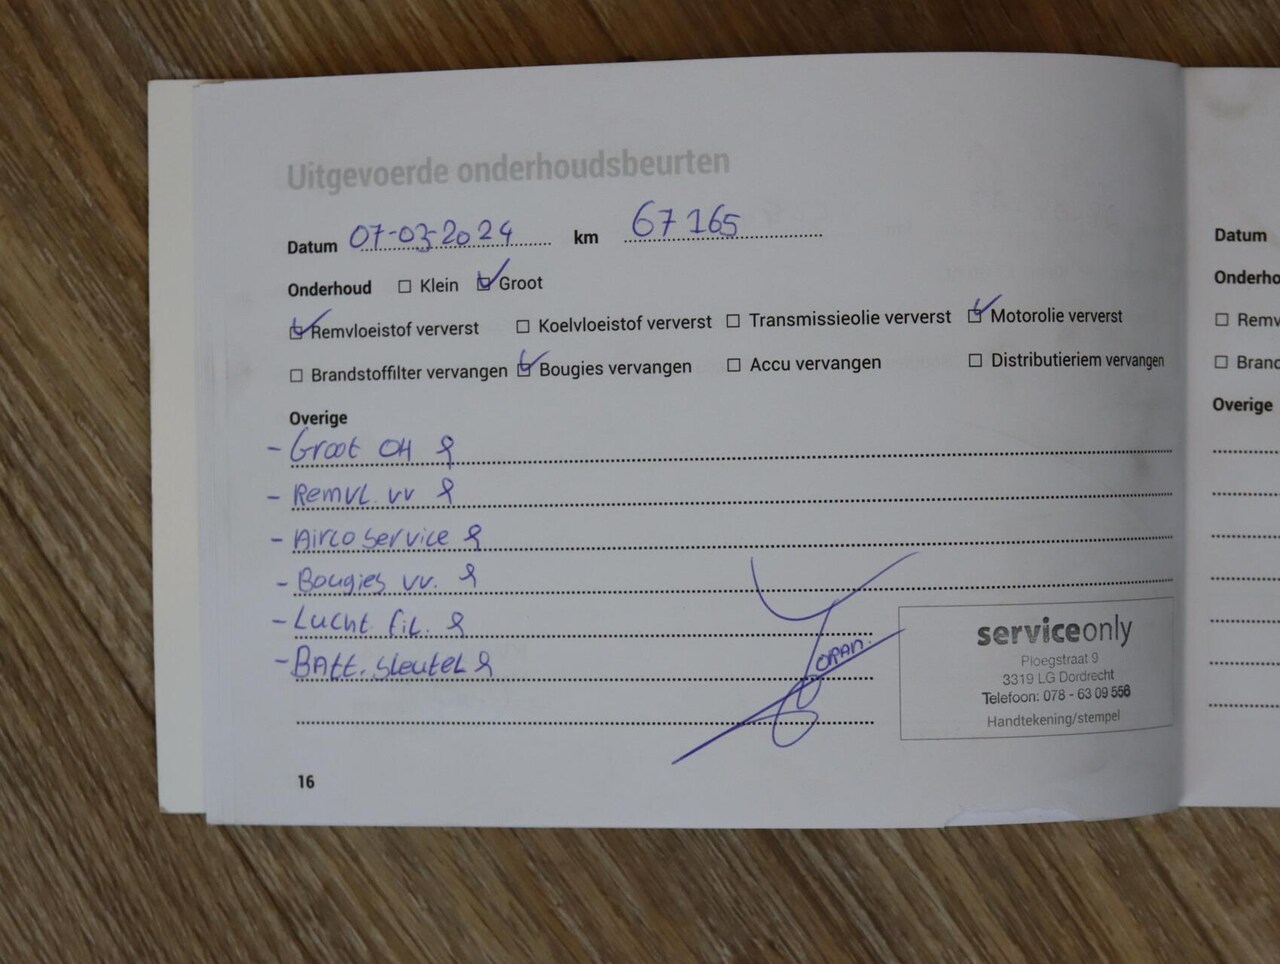 Uitgevoerde onderhoudsbeurten
Datum 07-03-2024 km 67165
Onderhoud Klein Groot
Remvloeistof ververst Koelvloeistof ververst Transmissieolie ververst Motorolie ververst
Brandstoffilter vervangen Bougies vervangen Accu vervangen Distributieriem vervangen
Overige
- Groot OH
- Remvl. vv
- Airco service
- Bougies vv.
- Lucht fil.
- Batt. sleutel
serviceonly
Ploegstraat 9
3319 LG Dordrecht
Telefoon: 078 - 63 09 556
Handtekening/stempel
16
Datum
Onderho
Remv
Brand
Overige